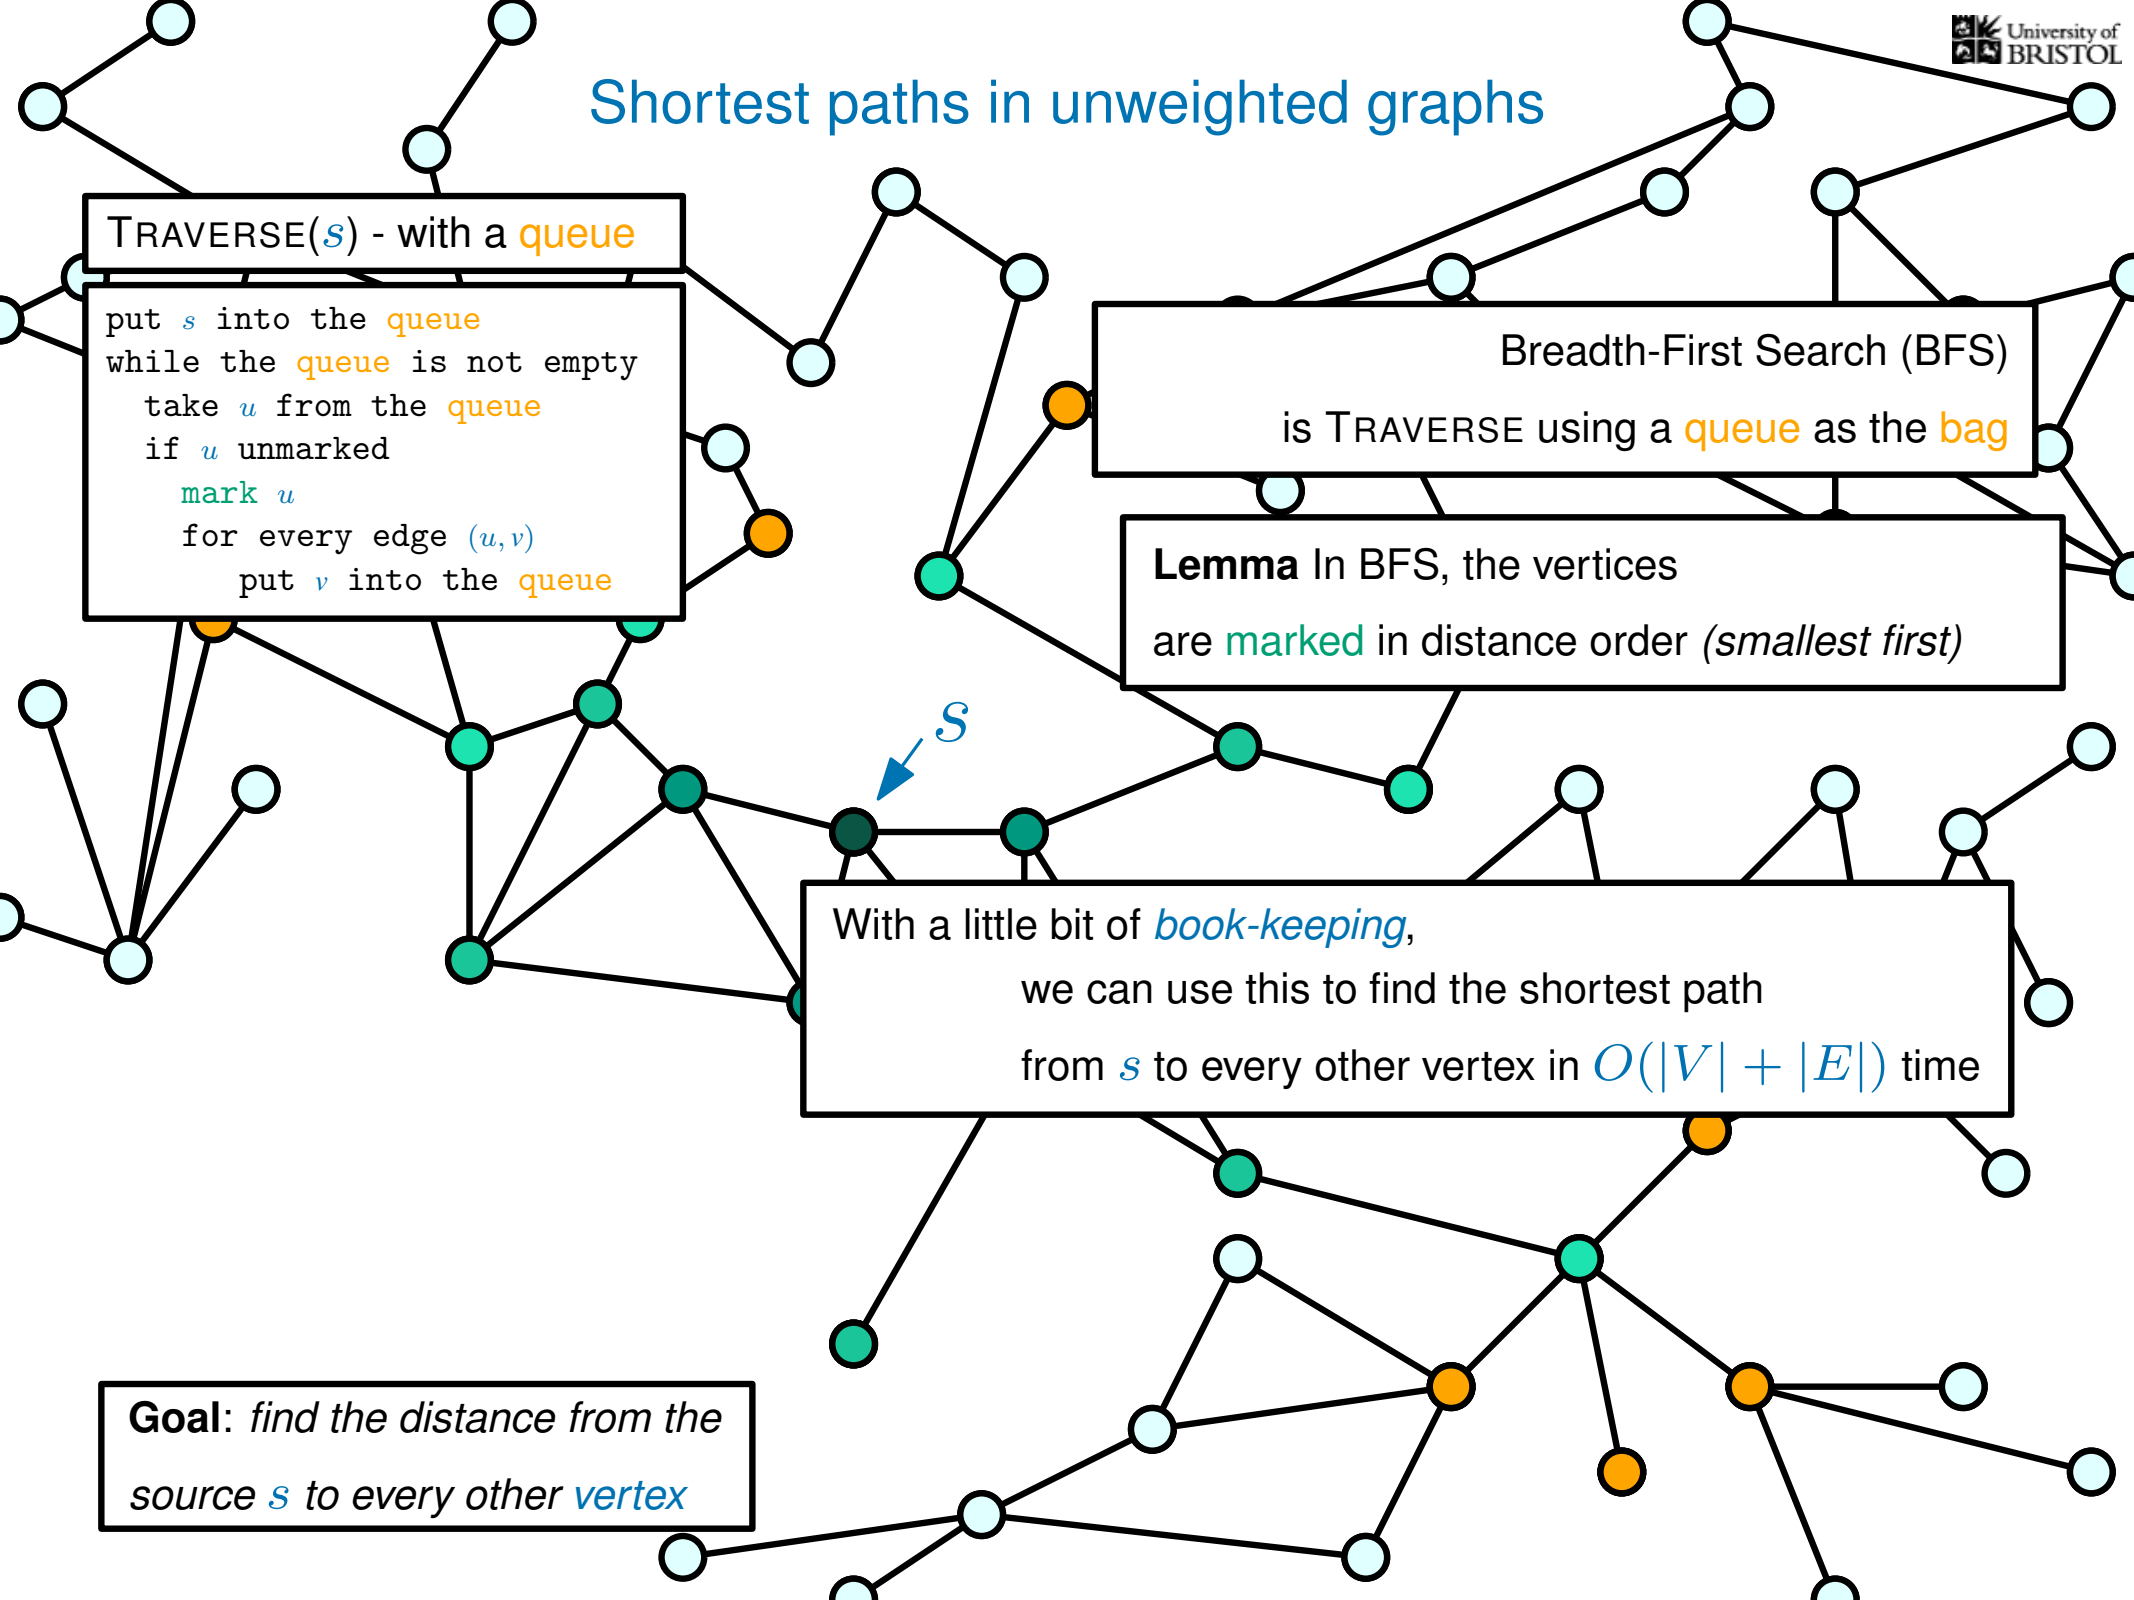 University of
BRISTOL
Shortest paths in unweighted graphs
TRAVERSE(s) - with a queue
put s into the queue
while the queue is not empty
take u from the queue
if u unmarked
mark u
for every edge (u, v)
put v into the queue
Breadth-First Search (BFS)
is TRAVERSE using a queue as the bag
Lemma In BFS, the vertices
are marked in distance order (smallest first)
s
With a little bit of book-keeping,
we can use this to find the shortest path
from s to every other vertex in O(|V| + |E|) time
Goal: find the distance from the
source s to every other vertex